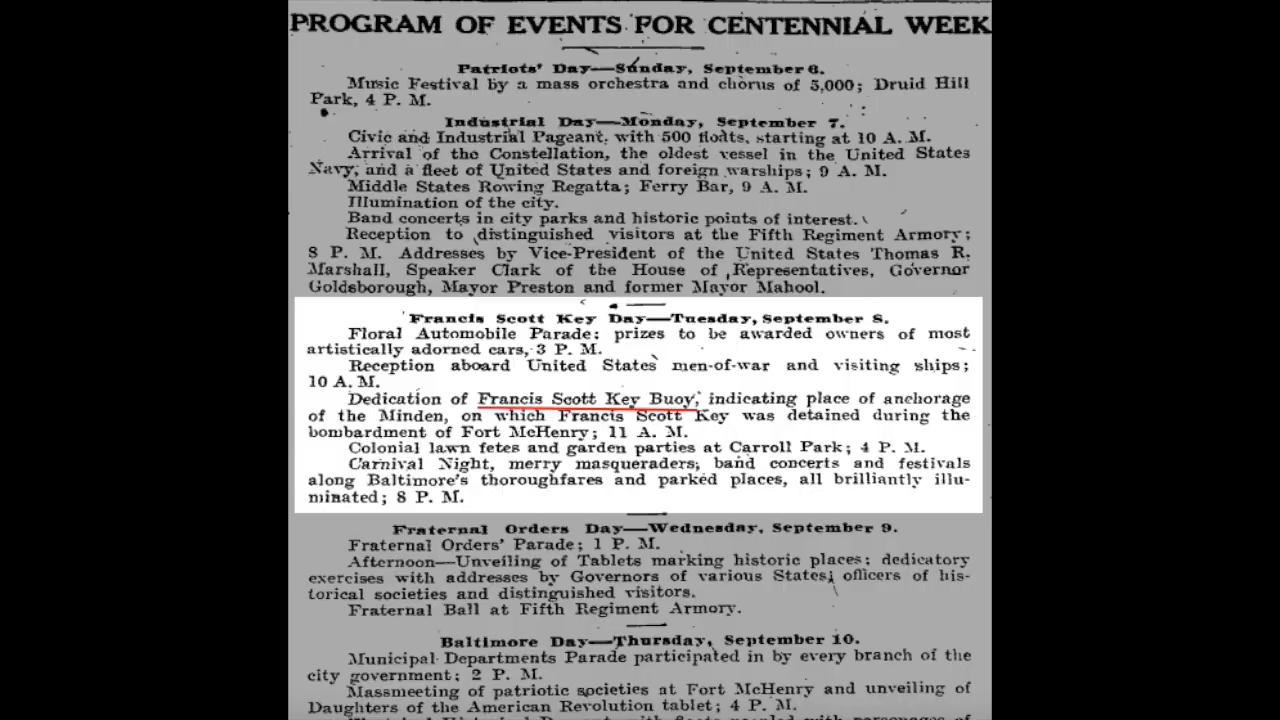 PROGRAM OF EVENTS FOR CENTENNIAL WEEK
Patriots' Day—Sunday, September 6.
Music Festival by a mass orchestra and chorus of 5,000; Druid Hill
Park, 4 P. M.
Industrial Day—Monday, September 7.
Civic and Industrial Pageant, with 500 floats, starting at 10 A. M.
Arrival of the Constellation, the oldest vessel in the United States
Navy, and a fleet of United States and foreign warships; 9 A. M.
Middle States Rowing Regatta; Ferry Bar, 9 A. M.
Illumination of the city.
Band concerts in city parks and historic points of interest.
Reception to distinguished visitors at the Fifth Regiment Armory;
8 P. M. Addresses by Vice-President of the United States Thomas R.
Marshall, Speaker Clark of the House of Representatives, Governor
Goldsborough, Mayor Preston and former Mayor Mahool.
Francis Scott Key Day—Tuesday, September 8.
Floral Automobile Parade; prizes to be awarded owners of most
artistically adorned cars, 3 P. M.
Reception aboard United States men-of-war and visiting ships;
10 A. M.
Dedication of Francis Scott Key Buoy, indicating place of anchorage
of the Minden, on which Francis Scott Key was detained during the
bombardment of Fort McHenry; 11 A. M.
Colonial lawn fetes and garden parties at Carroll Park; 4 P. M.
Carnival Night, merry masqueraders, band concerts and festivals
along Baltimore's thoroughfares and parked places, all brilliantly illu-
minated; 8 P. M.
Fraternal Orders Day—Wednesday, September 9.
Fraternal Orders' Parade; 1 P. M.
Afternoon—Unveiling of Tablets marking historic places; dedicatory
exercises with addresses by Governors of various States, officers of his-
torical societies and distinguished visitors.
Fraternal Ball at Fifth Regiment Armory.
Baltimore Day—Thursday, September 10.
Municipal Departments Parade participated in by every branch of the
city government; 2 P. M.
Massmeeting of patriotic societies at Fort McHenry and unveiling of
Daughters of the American Revolution tablet; 4 P. M.